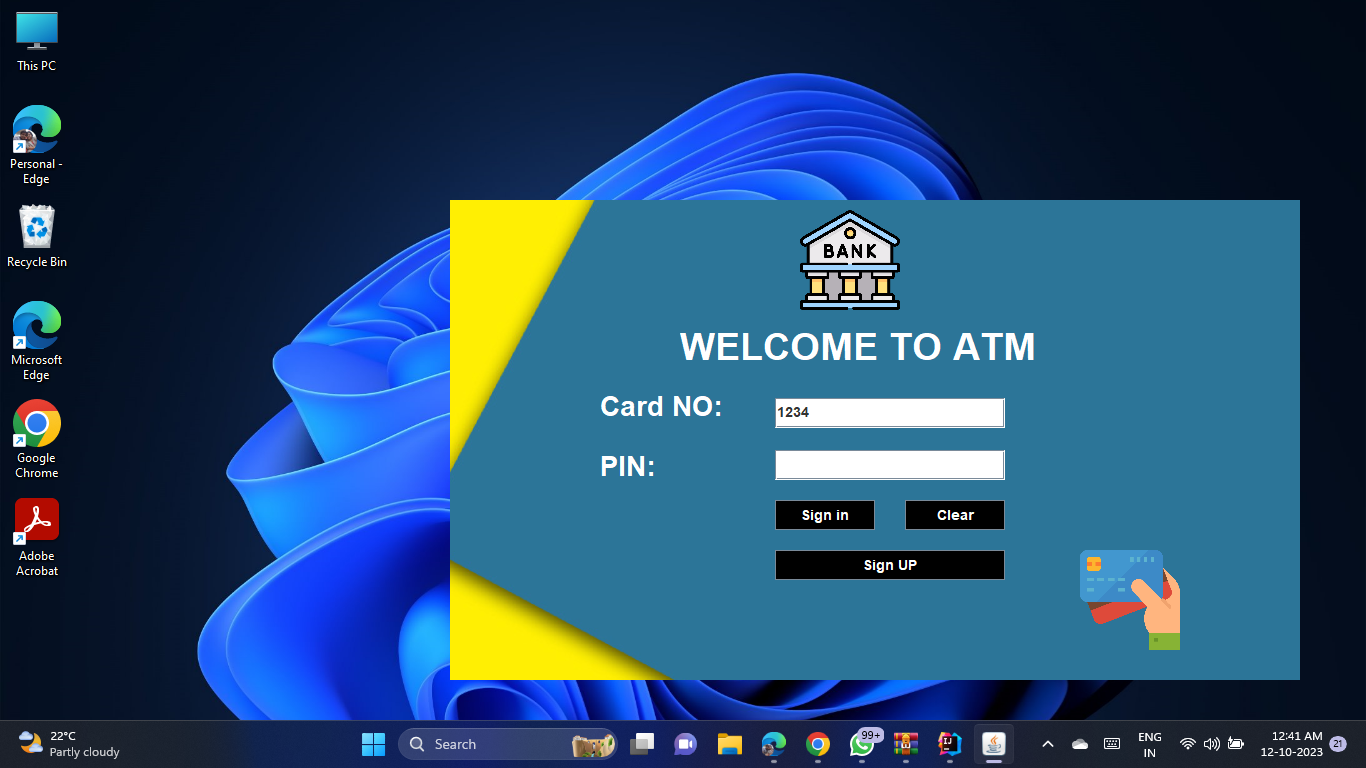 This PC
Personal -
Edge
Recycle Bin
Microsoft
Edge
Google
Chrome
Adobe
Acrobat
BANK
WELCOME TO ATM
Card NO:
1234
PIN:
Sign in
Clear
Sign UP
22°C
Partly cloudy
Search
99+
ENG
IN
12:41 AM
12-10-2023
21